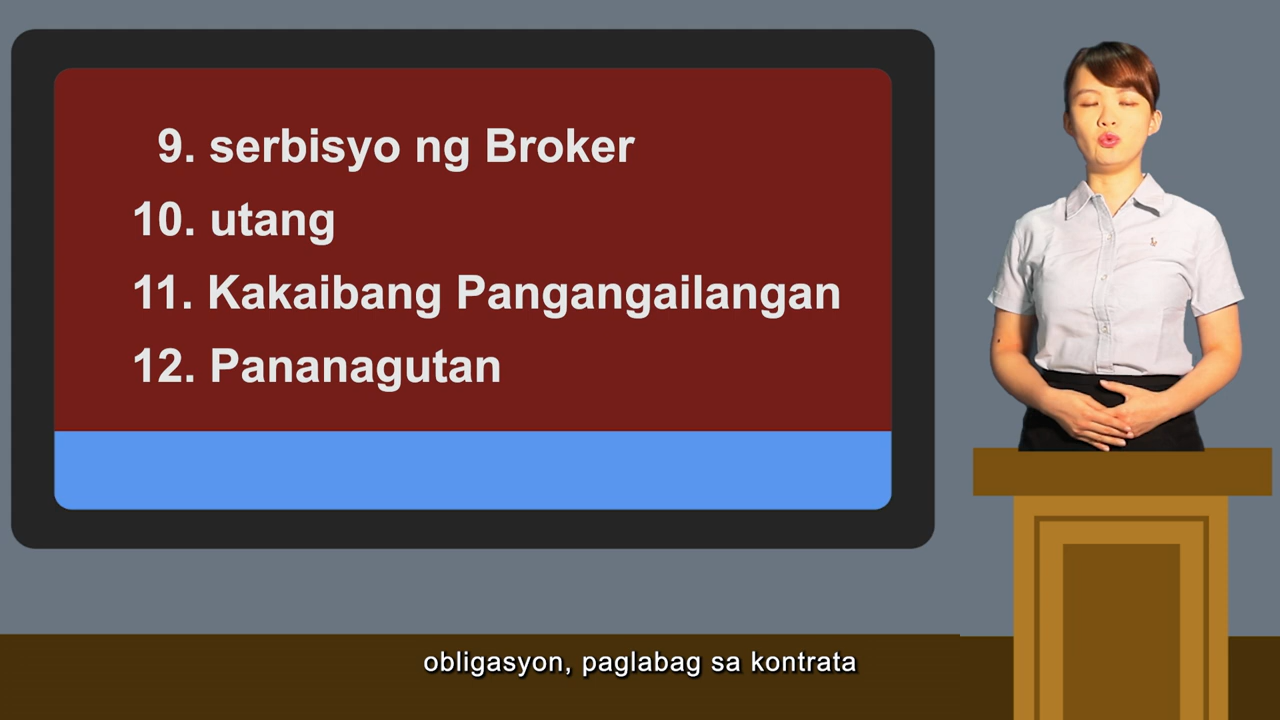 9. serbisyo ng Broker
10. utang
11. Kakaibang Pangangailangan
12. Pananagutan
obligasyon, paglabag sa kontrata